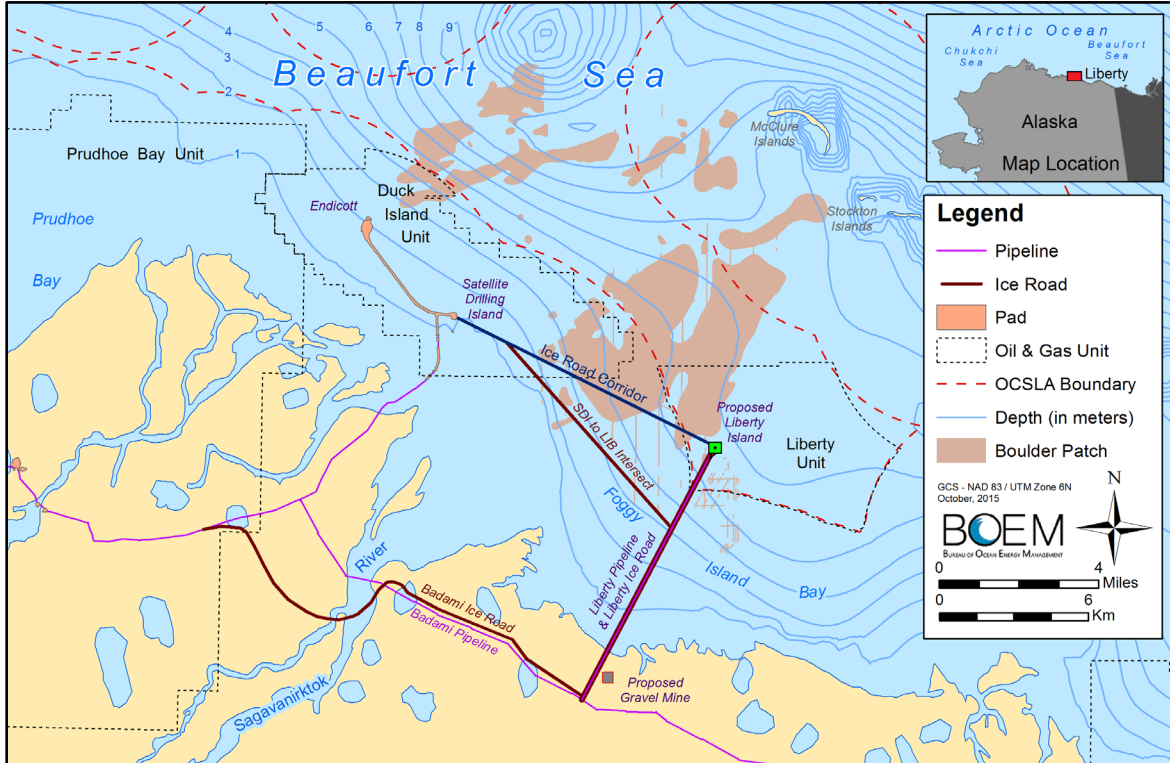 4
3
2
1
5
6
7
8
9
Beaufort Sea
Prudhoe Bay Unit
Prudhoe
Bay
Endicott
Duck
Island
Unit
Satellite
Drilling
Island
McClure
Islands
Stockton
Islands
Ice Road Corridor
SDI to LIB Intersect
Proposed
Liberty
Island
Liberty
Unit
Foggy
Island
Bay
Liberty Pipeline
& Liberty Ice Road
River
Sagavanirktok
Badami Ice Road
Badami Pipeline
Proposed
Gravel Mine
Arctic Ocean
Chukchi
Sea
Beaufort
Sea
Liberty
Alaska
Map Location
Legend
Pipeline
Ice Road
Pad
Oil & Gas Unit
OCSLA Boundary
Depth (in meters)
Boulder Patch
GCS - NAD 83 / UTM Zone 6N
October, 2015
N
BOEM
BUREAU OF OCEAN ENERGY MANAGEMENT
0 4
Miles
0 6
Km